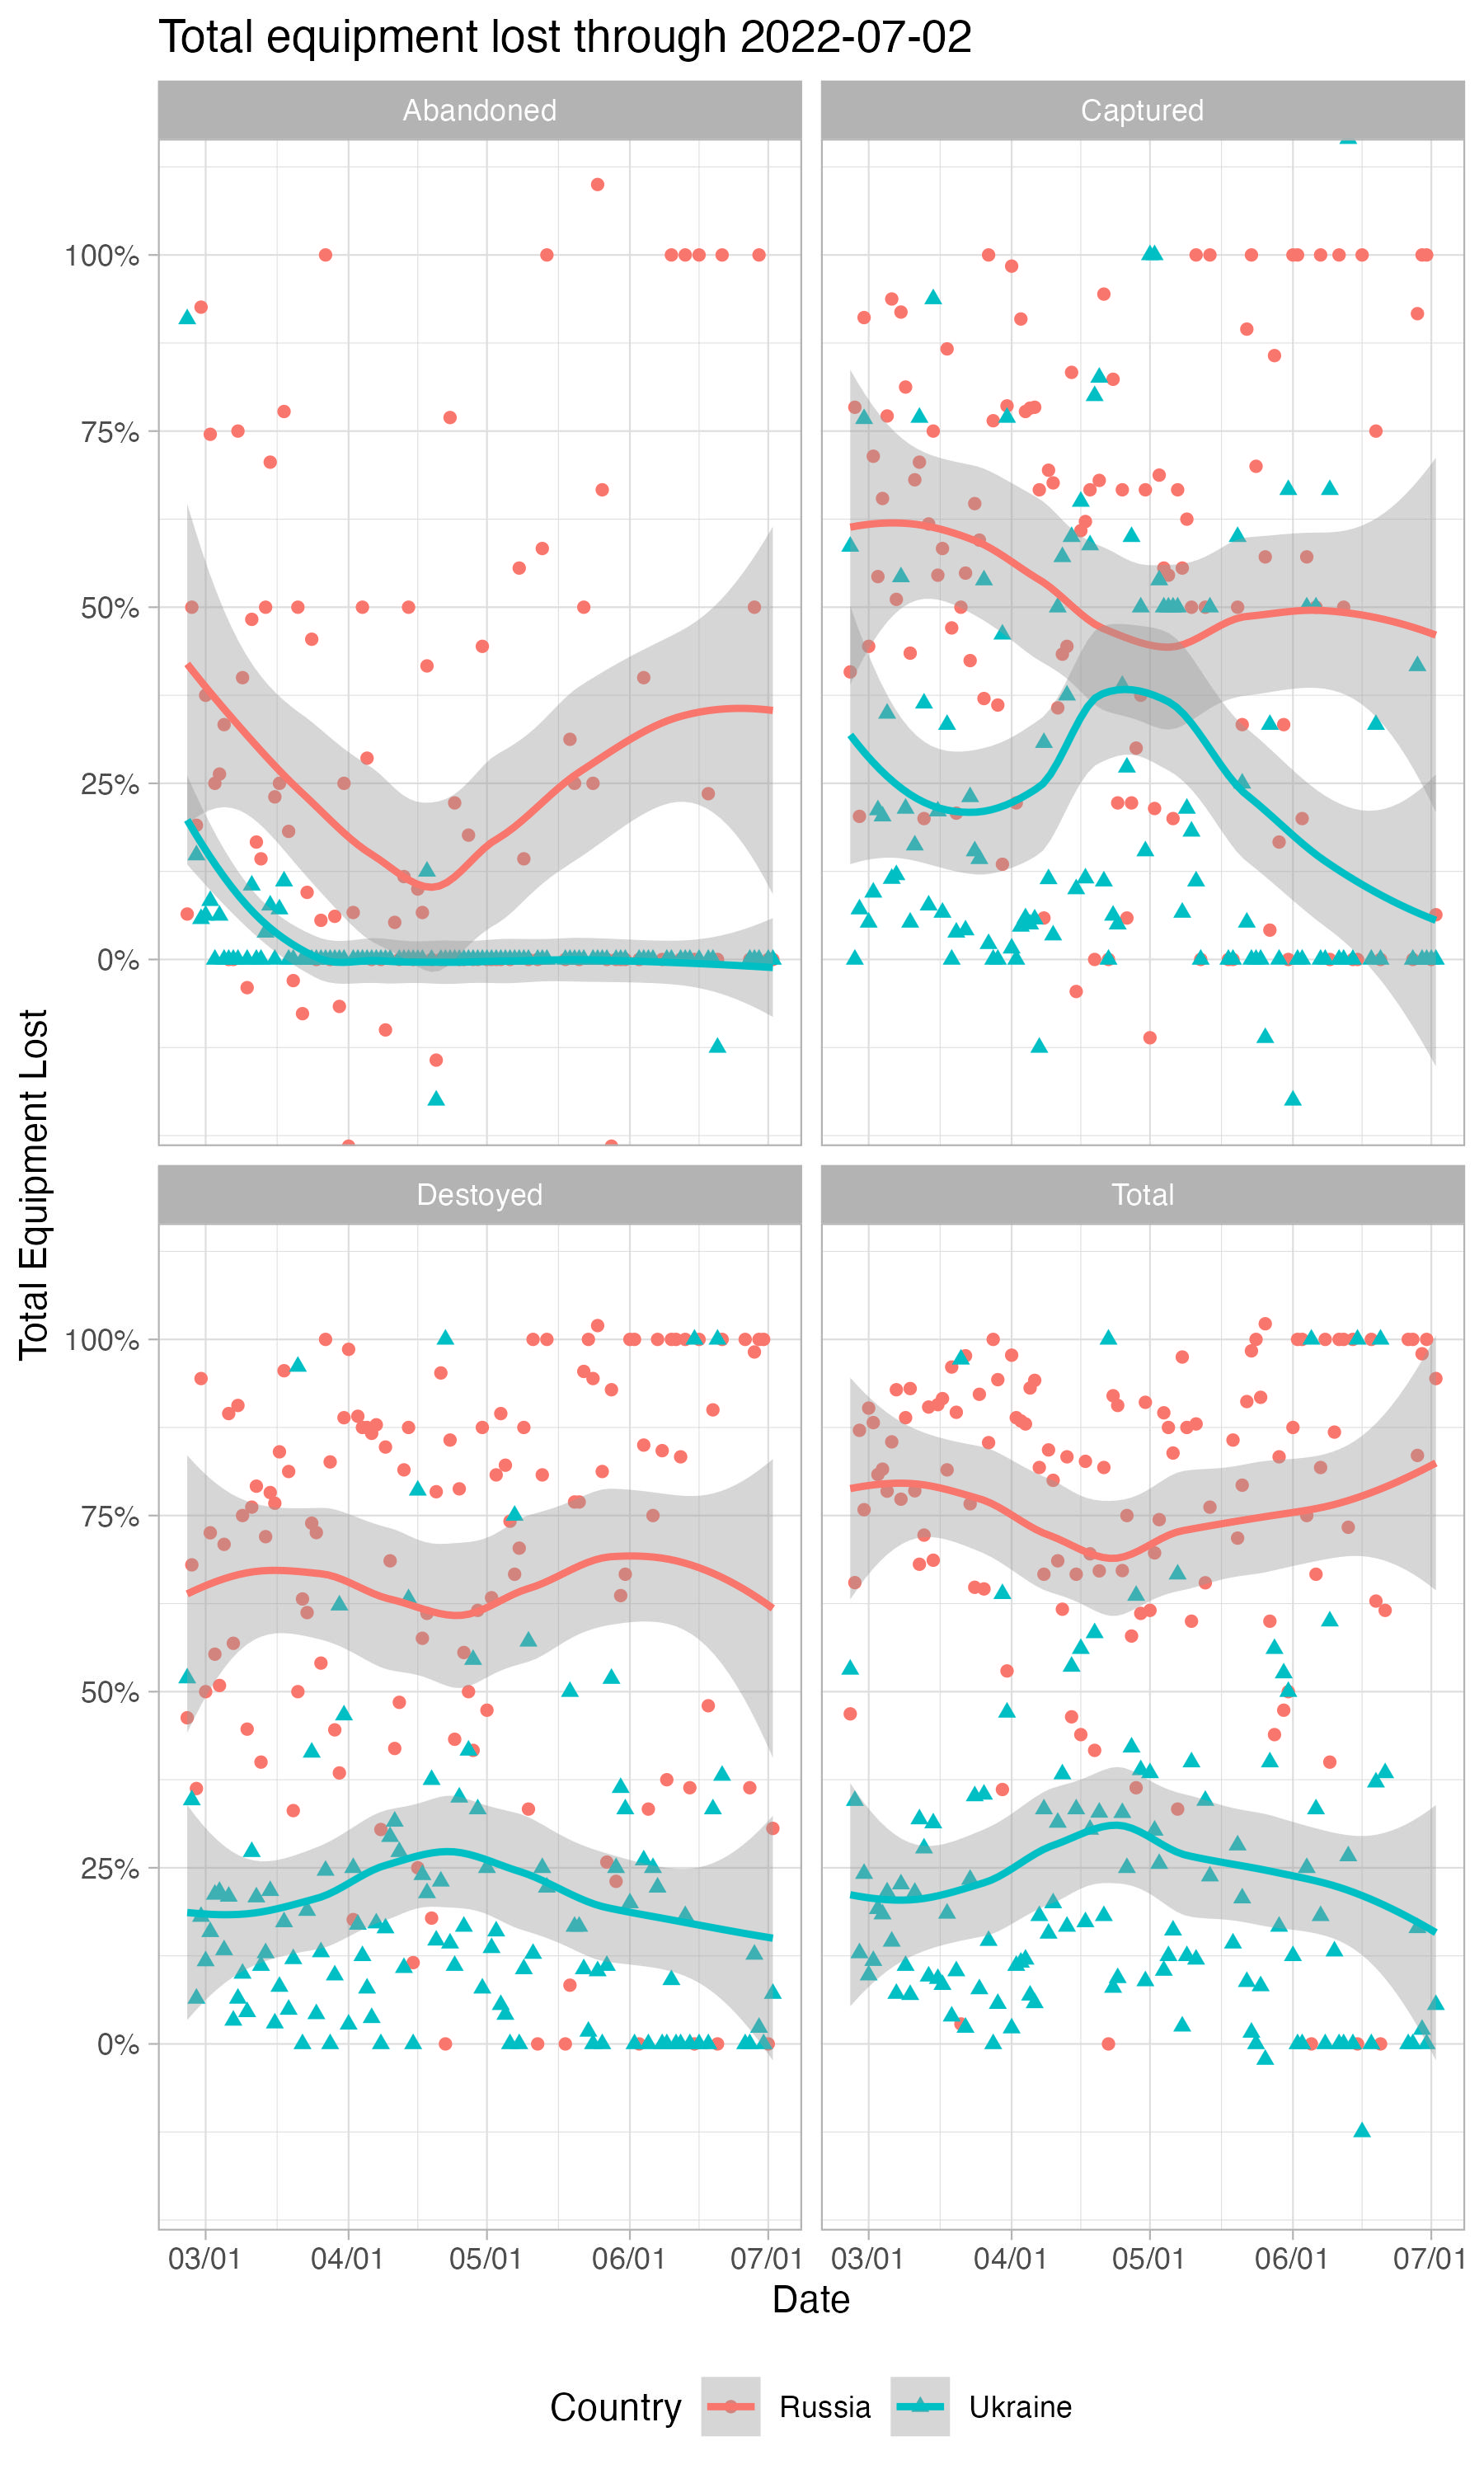 Total equipment lost through 2022-07-02
Abandoned
Captured
100%
75%
50%
25%
0%
Total Equipment Lost
Destoyed
Total
100%
75%
50%
25%
0%
03/01 04/01 05/01 06/01 07/01
03/01 04/01 05/01 06/01 07/01
Date
Country Russia Ukraine